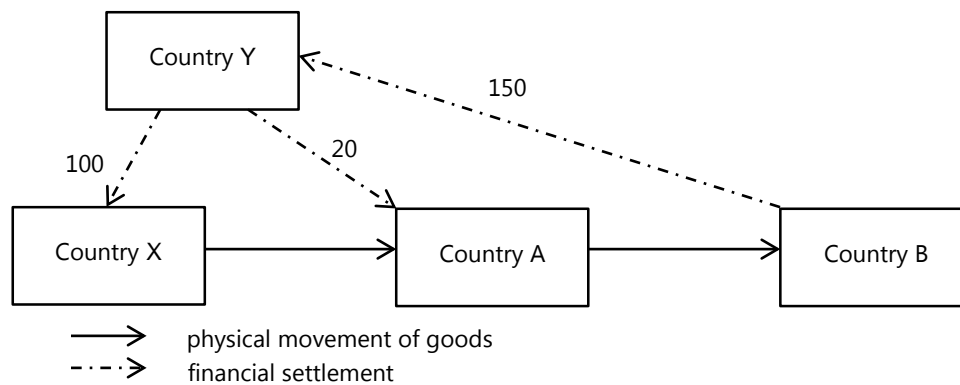 Country Y
150
100
20
Country X
Country A
Country B
physical movement of goods
financial settlement